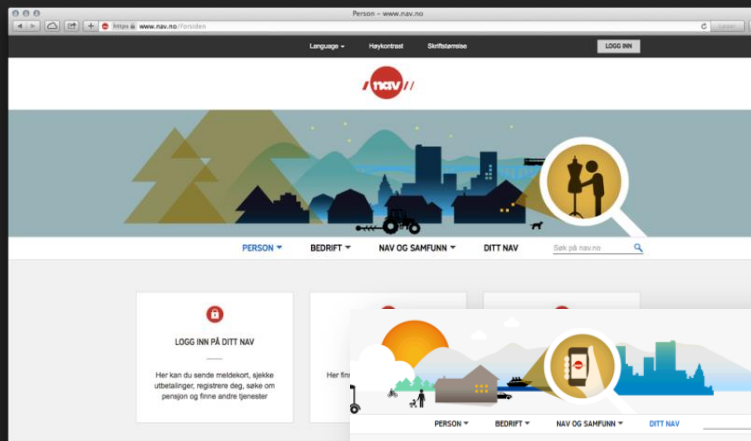 Person – www.nav.no
https www.nav.no/Forsiden
Language
Høykontrast
Skriftstørrelse
LOGG INN
nav
PERSON
BEDRIFT
NAV OG SAMFUNN
DITT NAV
Søk på nav.no
LOGG INN PÅ DITT NAV
Her kan du sende meldekort, sjekke
utbetalinger, registrere deg, søke om
pensjon og finne andre tjenester
PERSON
BEDRIFT
NAV OG SAMFUNN
DITT NAV